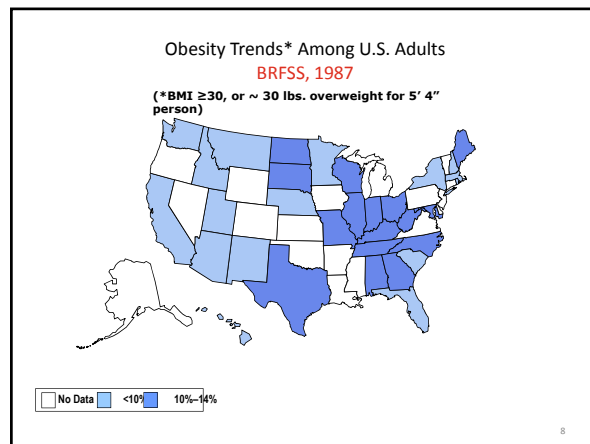 Obesity Trends* Among U.S. Adults
BRFSS, 1987
(*BMI ≥30, or ~ 30 lbs. overweight for 5’ 4”
person)
No Data <10% 10%–14%
8